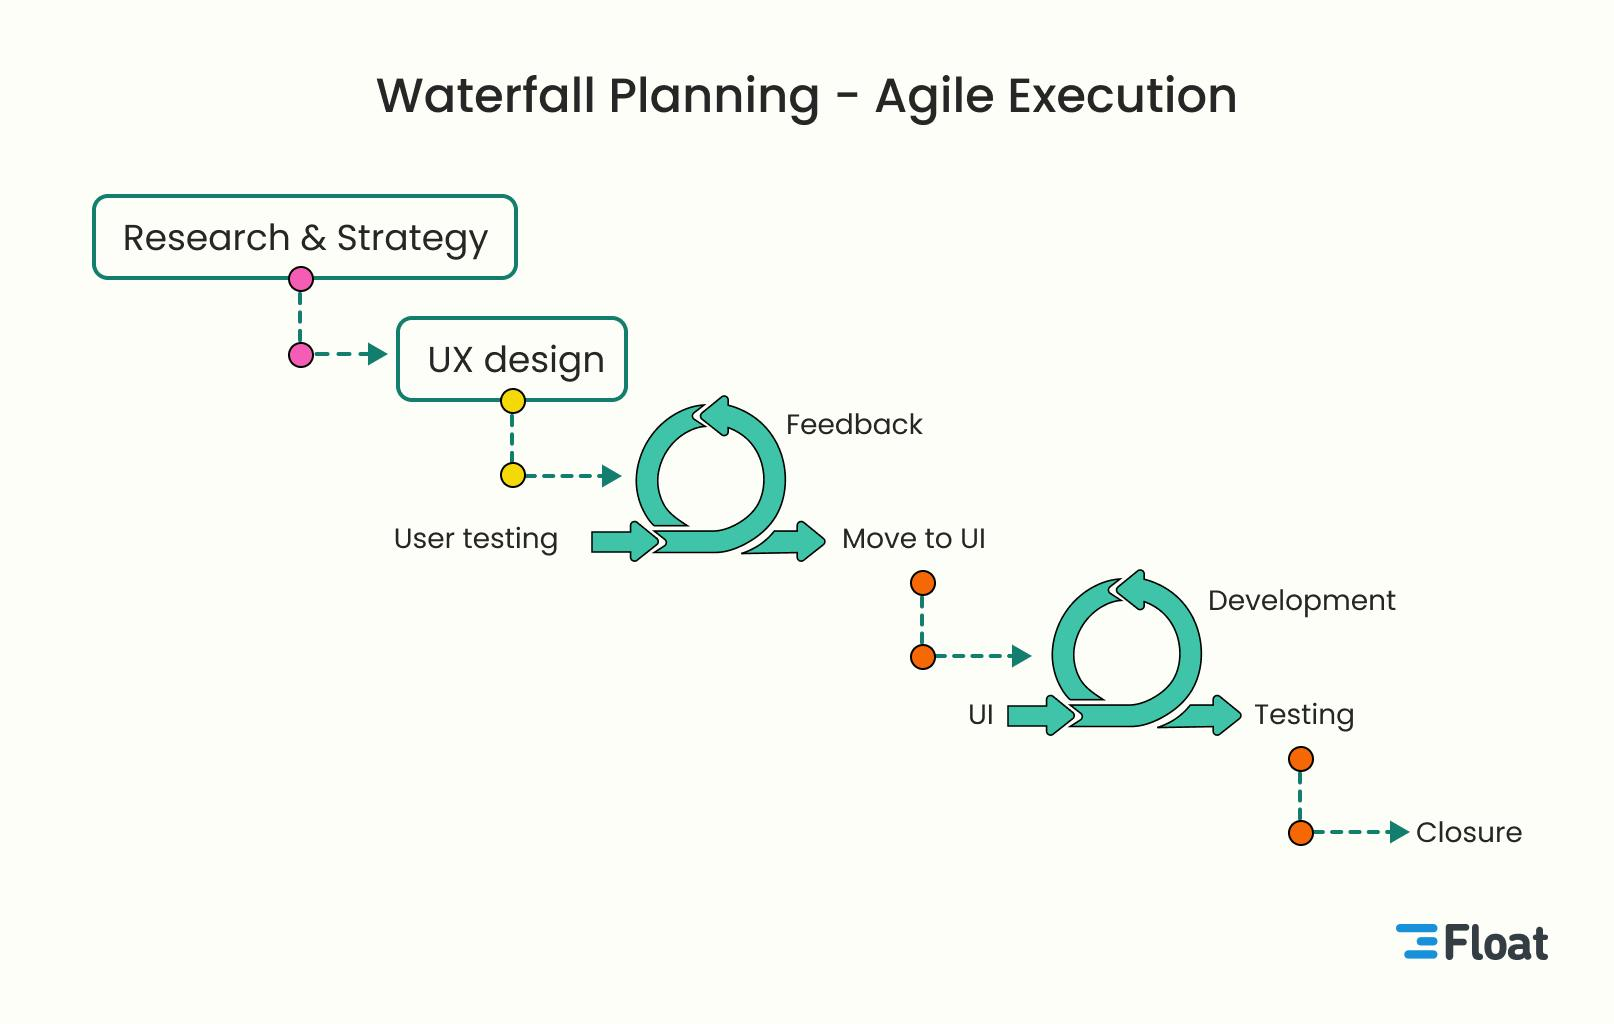 Waterfall Planning - Agile Execution
Research & Strategy
UX design
Feedback
User testing
Move to UI
Development
UI
Testing
Closure
Float